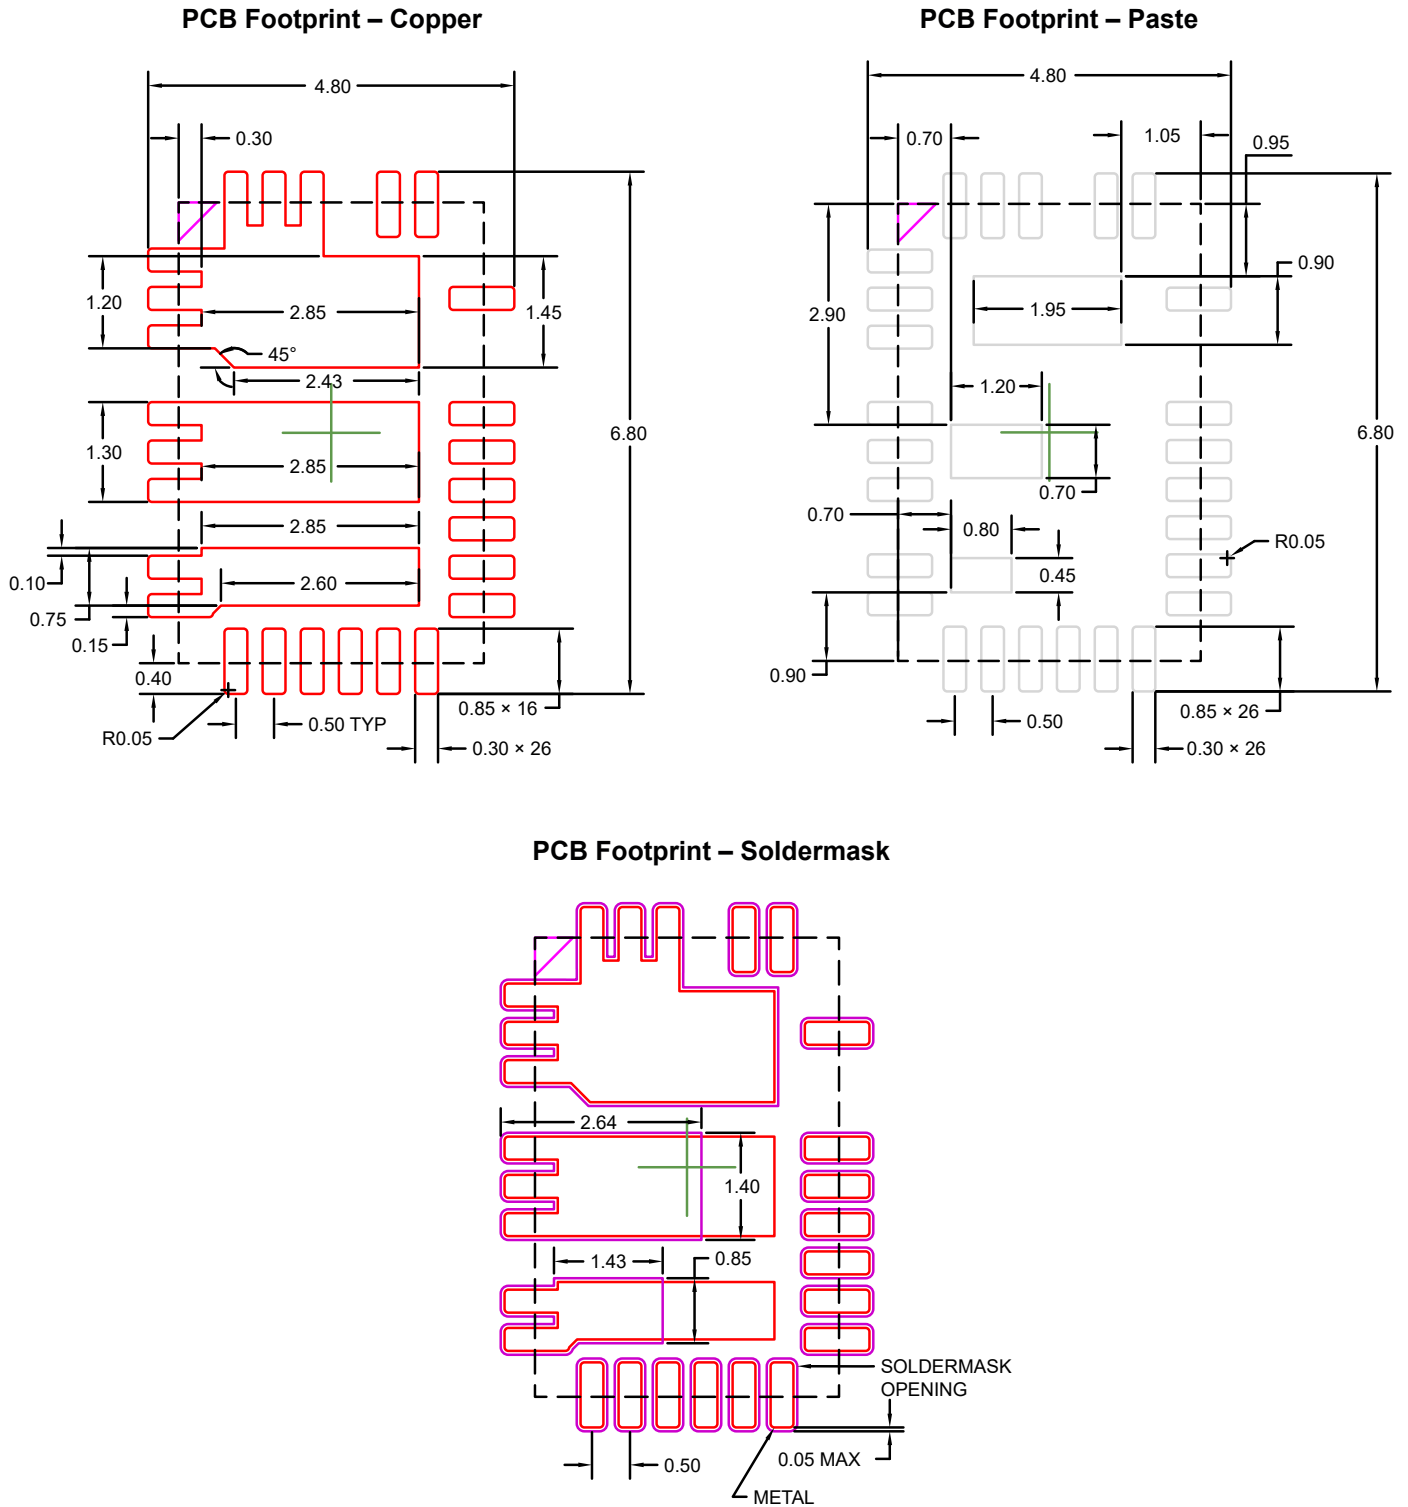 PCB Footprint – Copper
4.80
0.30
1.20
2.85
1.45
45°
2.43
1.30
2.85
6.80
2.85
0.10
2.60
0.75
0.15
0.40
0.85 × 16
R0.05
0.50 TYP
0.30 × 26
PCB Footprint – Paste
4.80
0.70
1.05
0.95
0.90
2.90
1.95
1.20
6.80
0.70
0.70
0.80
R0.05
0.45
0.90
0.85 × 26
0.50
0.30 × 26
PCB Footprint – Soldermask
2.64
1.40
1.43
0.85
SOLDERMASK
OPENING
0.50
0.05 MAX
METAL